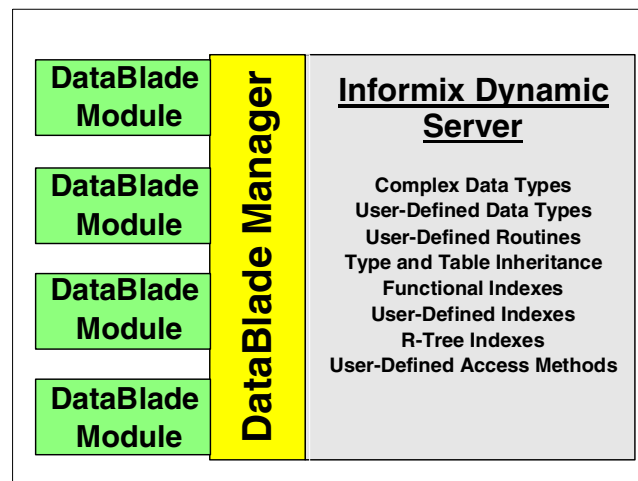 DataBlade
Module
DataBlade
Module
DataBlade
Module
DataBlade
Module
DataBlade Manager
Informix Dynamic
Server
Complex Data Types
User-Defined Data Types
User-Defined Routines
Type and Table Inheritance
Functional Indexes
User-Defined Indexes
R-Tree Indexes
User-Defined Access Methods